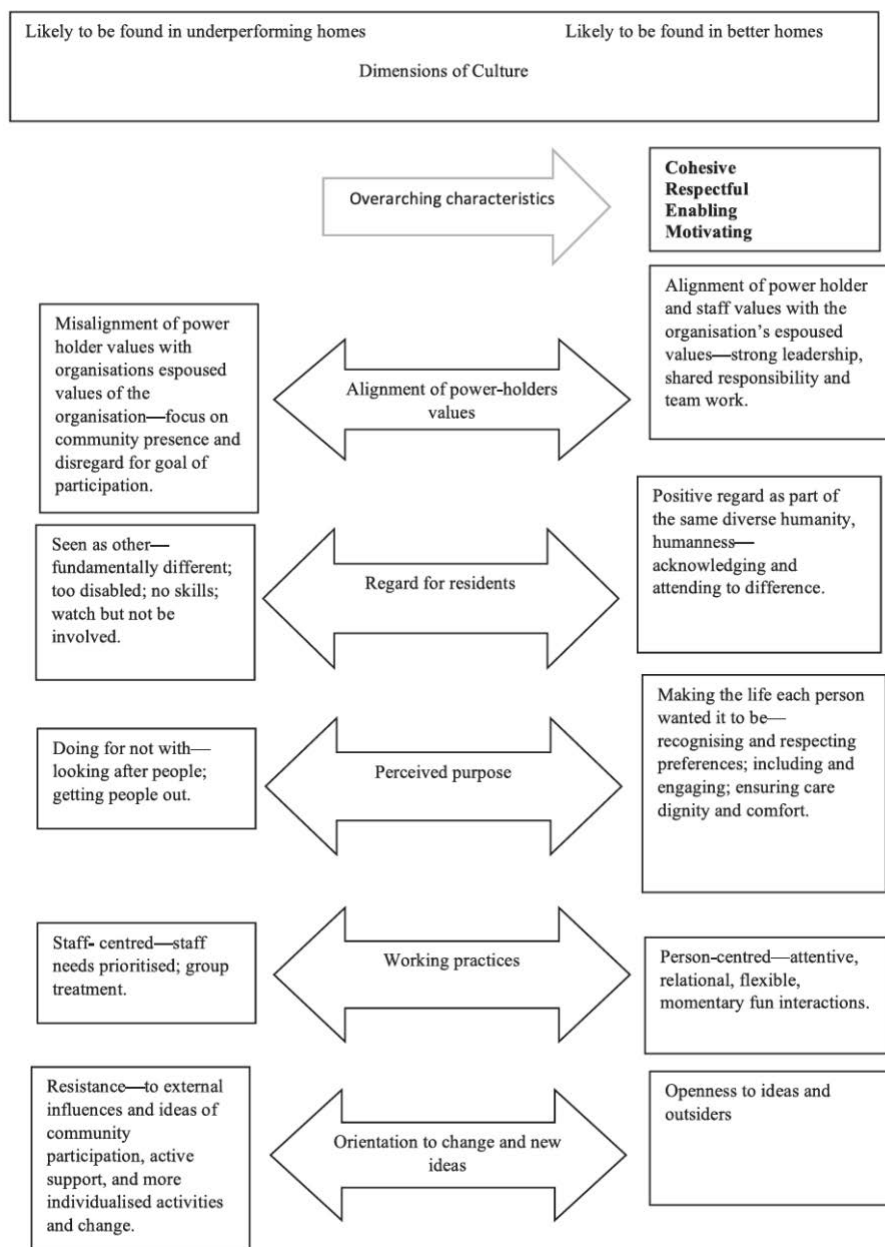 Likely to be found in underperforming homes
Likely to be found in better homes
Dimensions of Culture
Overarching characteristics
Cohesive
Respectful
Enabling
Motivating
Misalignment of power
holder values with
organisations espoused
values of the
organisation—focus on
community presence and
disregard for goal of
participation.
Alignment of power-holders
values
Alignment of power holder
and staff values with the
organisation’s espoused
values—strong leadership,
shared responsibility and
team work.
Seen as other—
fundamentally different;
too disabled; no skills;
watch but not be
involved.
Regard for residents
Positive regard as part of
the same diverse humanity,
humanness—
acknowledging and
attending to difference.
Doing for not with—
looking after people;
getting people out.
Perceived purpose
Making the life each person
wanted it to be—
recognising and respecting
preferences; including and
engaging; ensuring care
dignity and comfort.
Staff- centred—staff
needs prioritised; group
treatment.
Working practices
Person-centred—attentive,
relational, flexible,
momentary fun interactions.
Resistance—to external
influences and ideas of
community
participation, active
support, and more
individualised activities
and change.
Orientation to change and new
ideas
Openness to ideas and
outsiders